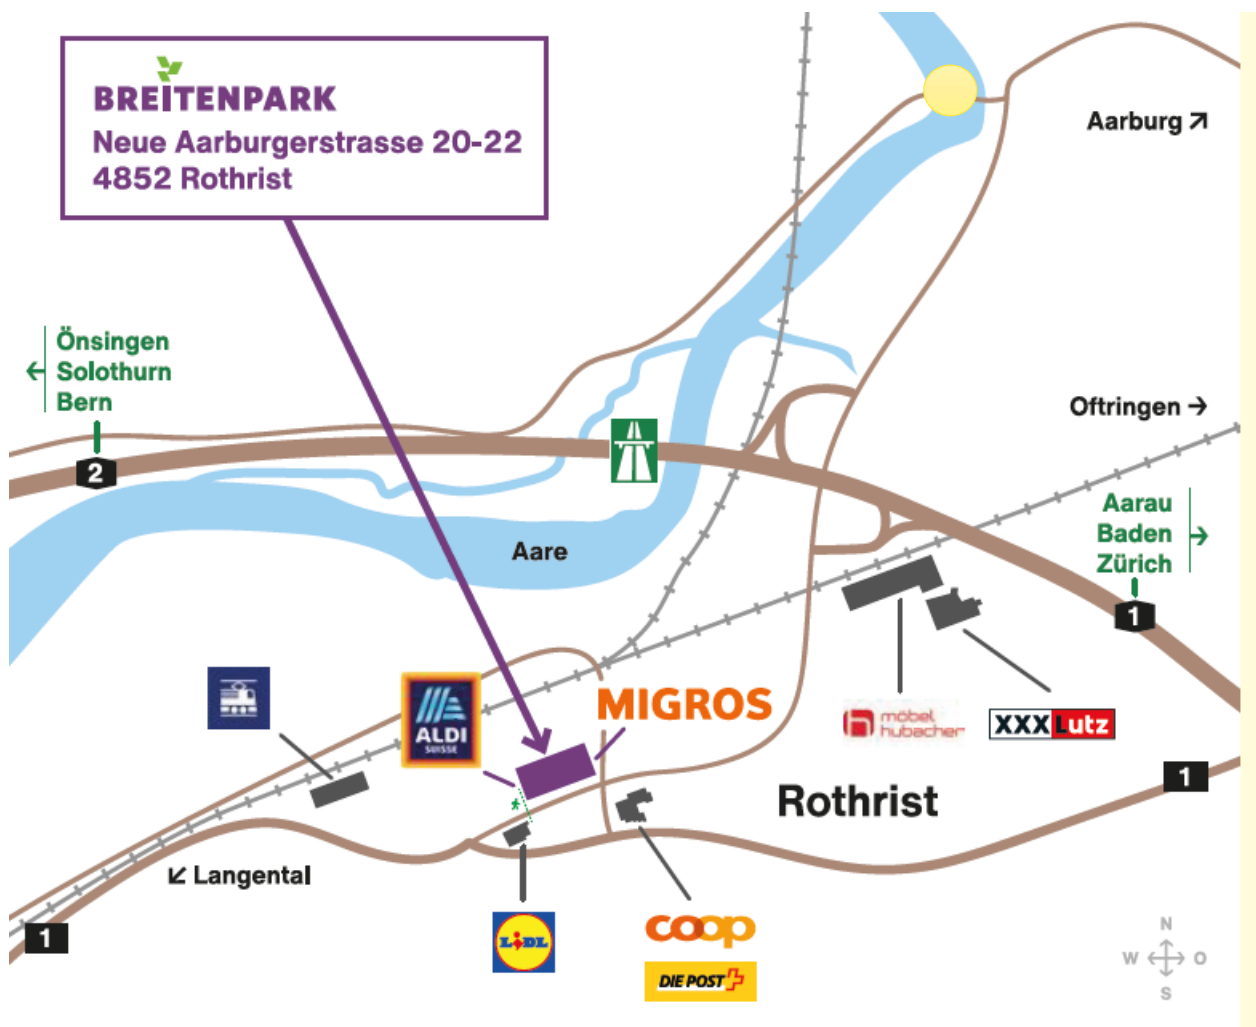 BREITENPARK
Neue Aarburgerstrasse 20-22
4852 Rothrist
Aarburg
Önsingen
Solothurn
Bern
2
Oftringen
Aarau
Baden
Zürich
1
Aare
ALDI
SUISSE
MIGROS
möbel
hubacher
XXXLutz
Rothrist
1
Langental
1
LIDL
coop
DIE POST
N
W O
S